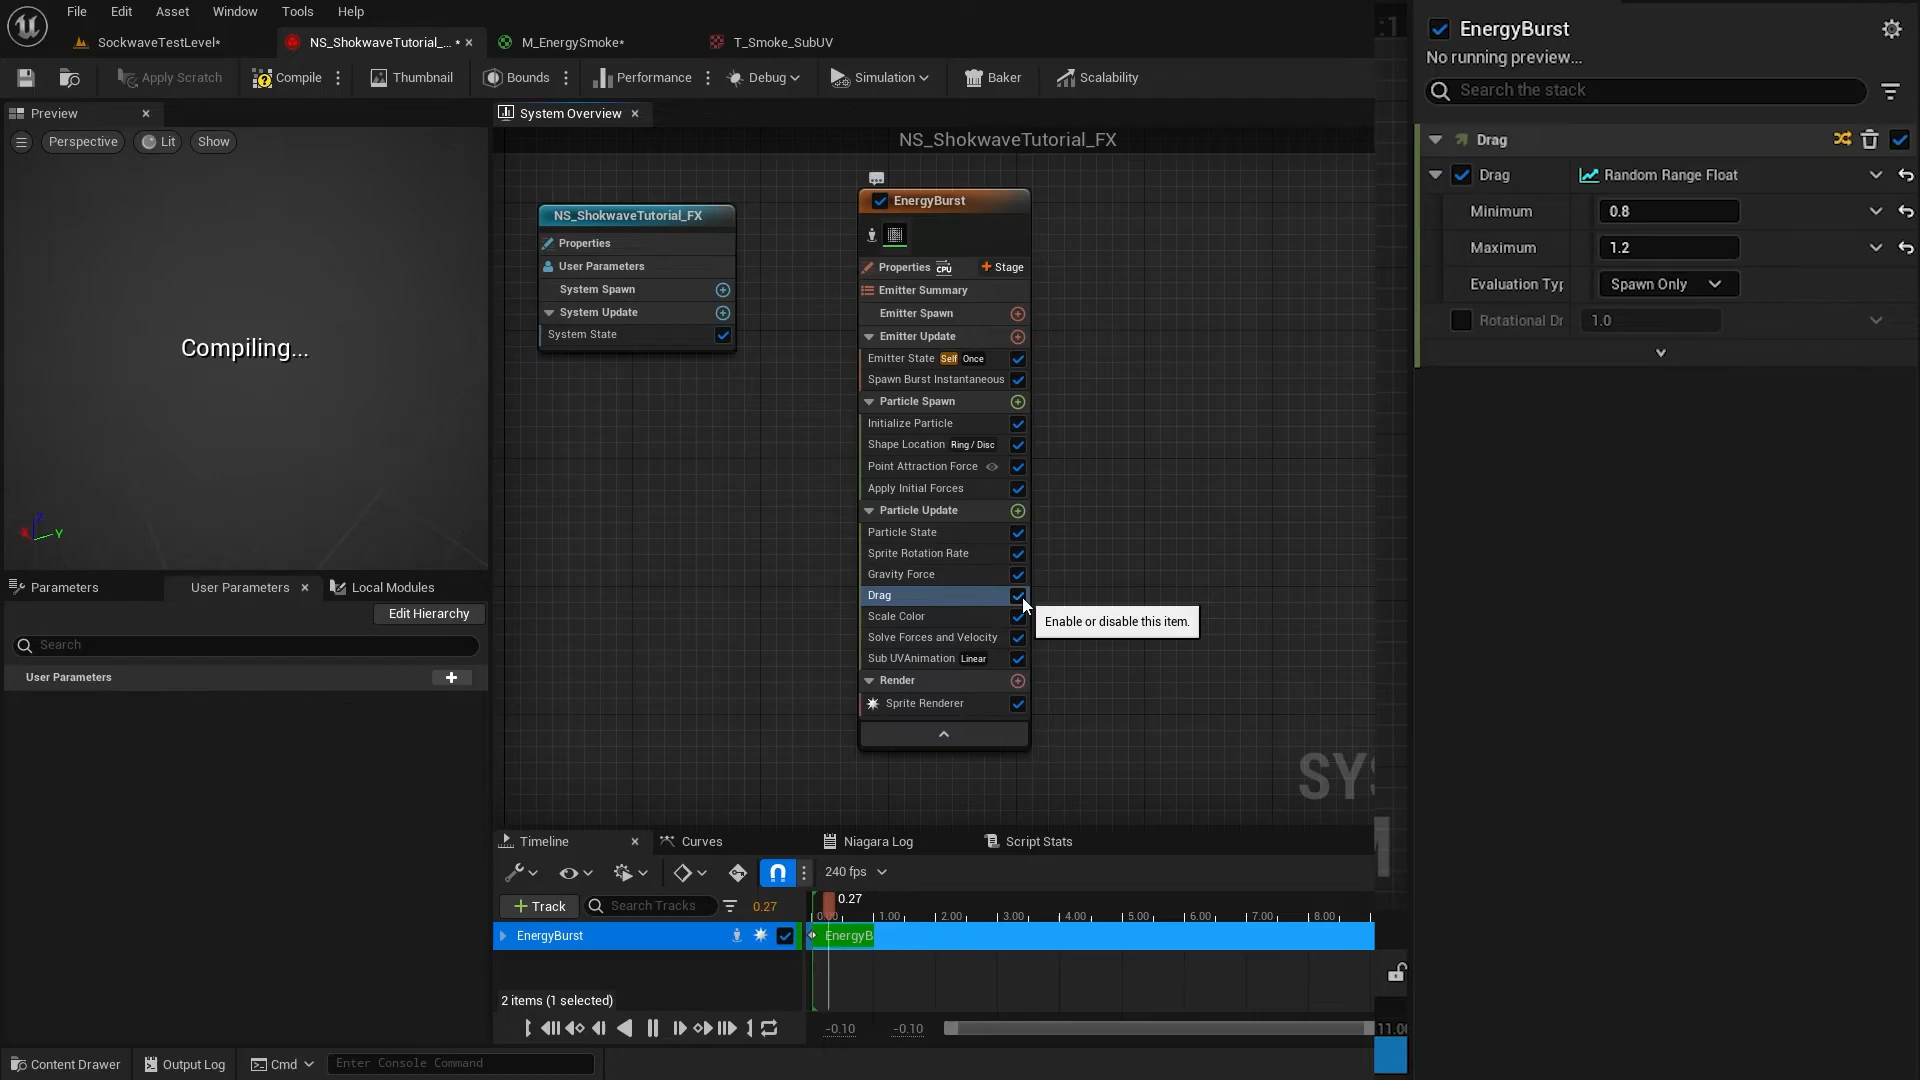 File Edit Asset Window Tools Help
SockwaveTestLevel*
NS_ShokwaveTutorial_... *
M_EnergySmoke*
T_Smoke_SubUV
Apply Scratch
Compile
Thumbnail
Bounds
Performance
Debug
Simulation
Baker
Scalability
Preview
Perspective
Lit
Show
Compiling...
Y
Parameters
User Parameters
Local Modules
Edit Hierarchy
Search
User Parameters
System Overview
NS_ShokwaveTutorial_FX
NS_ShokwaveTutorial_FX
Properties
User Parameters
System Spawn
System Update
System State
EnergyBurst
Properties CPU + Stage
Emitter Summary
Emitter Spawn
Emitter Update
Emitter State Self Once
Spawn Burst Instantaneous
Particle Spawn
Initialize Particle
Shape Location Ring / Disc
Point Attraction Force
Apply Initial Forces
Particle Update
Particle State
Sprite Rotation Rate
Gravity Force
Drag
Scale Color
Solve Forces and Velocity
Sub UVAnimation Linear
Render
Sprite Renderer
Enable or disable this item.
SYS
Timeline
Curves
Niagara Log
Script Stats
240 fps
Track
Search Tracks
0.27
0.27
0.00 1.00 2.00 3.00 4.00 5.00 6.00 7.00 8.00
EnergyBurst
EnergyB
2 items (1 selected)
-0.10 -0.10
Content Drawer
Output Log
Cmd
Enter Console Command
EnergyBurst
No running preview...
Search the stack
Drag
Drag Random Range Float
Minimum 0.8
Maximum 1.2
Evaluation Typ Spawn Only
Rotational Dr 1.0